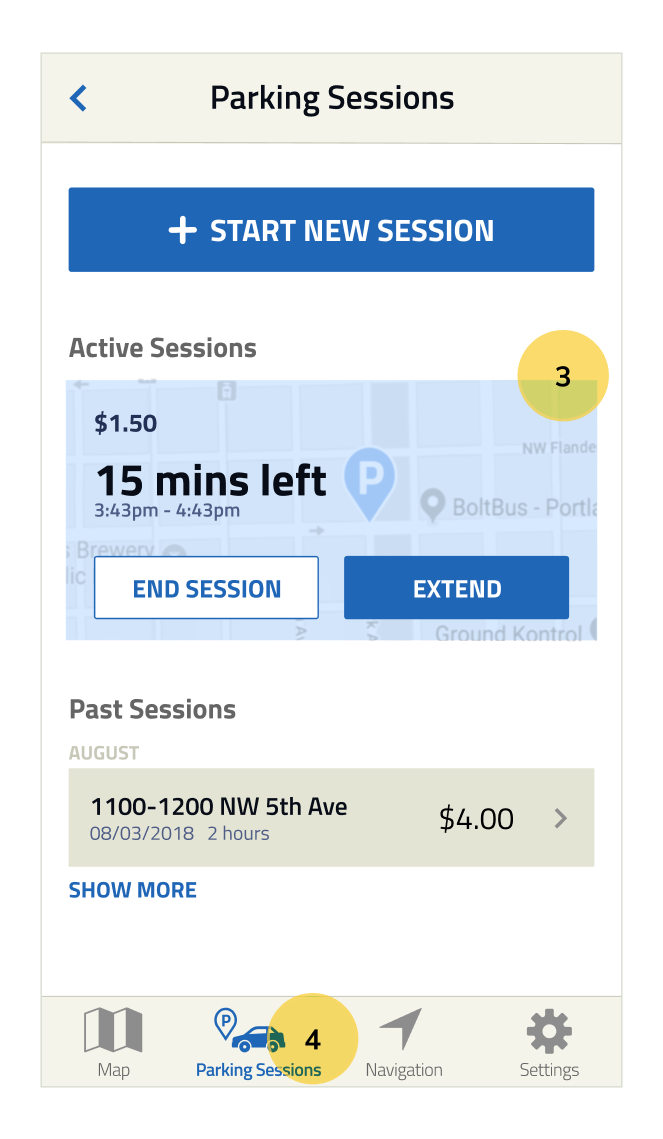 Parking Sessions
+ START NEW SESSION
Active Sessions
3
$1.50
NW Flande
15 mins left
P
3:43pm - 4:43pm
BoltBus - Portla
s Brewery
lic
END SESSION
EXTEND
Ground Kontrol
Past Sessions
AUGUST
1100-1200 NW 5th Ave
$4.00
08/03/2018 2 hours
SHOW MORE
P
4
Map
Parking Sessions
Navigation
Settings